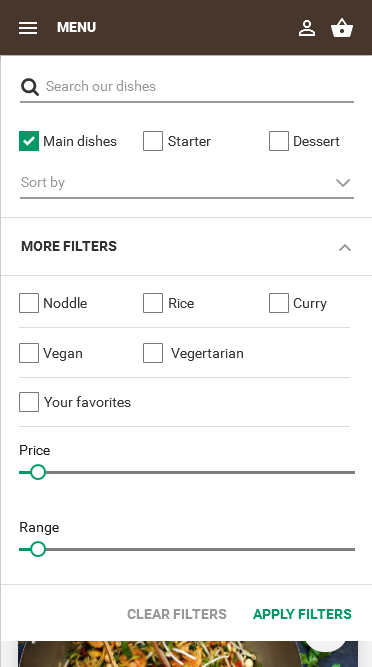 MENU
Search our dishes
Main dishes Starter Dessert
Sort by
MORE FILTERS
Noddle Rice Curry
Vegan Vegertarian
Your favorites
Price
Range
CLEAR FILTERS APPLY FILTERS